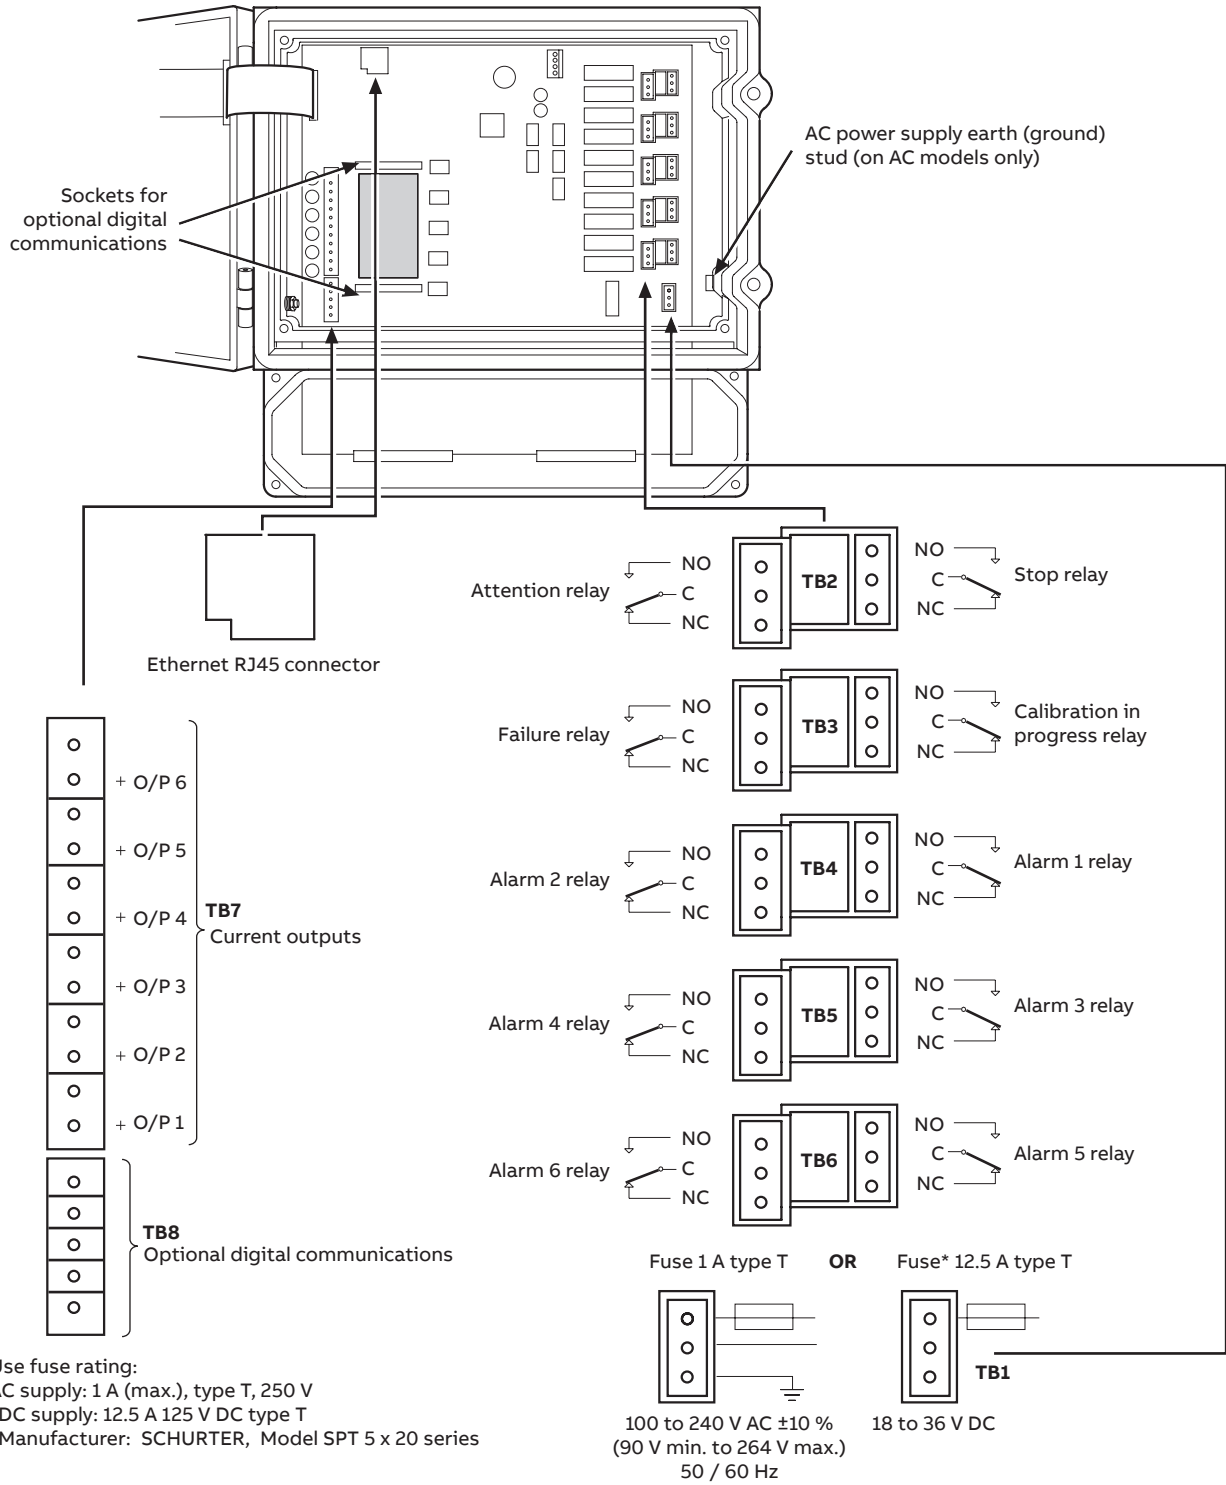 AC power supply earth (ground)
stud (on AC models only)
Sockets for
optional digital
communications
Ethernet RJ45 connector
Attention relay
NO
C
NC
TB2
NO
C
NC
Stop relay
Failure relay
NO
C
NC
TB3
NO
C
NC
Calibration in
progress relay
Alarm 2 relay
NO
C
NC
TB4
NO
C
NC
Alarm 1 relay
Alarm 4 relay
NO
C
NC
TB5
NO
C
NC
Alarm 3 relay
Alarm 6 relay
NO
C
NC
TB6
NO
C
NC
Alarm 5 relay
+ O/P 6
+ O/P 5
+ O/P 4
+ O/P 3
+ O/P 2
+ O/P 1
TB7
Current outputs
TB8
Optional digital communications
Fuse 1 A type T OR Fuse* 12.5 A type T
TB1
100 to 240 V AC ±10 %
(90 V min. to 264 V max.)
50 / 60 Hz
18 to 36 V DC
fuse rating:
supply: 1 A (max.), type T, 250 V
DC supply: 12.5 A 125 V DC type T
Manufacturer: SCHURTER, Model SPT 5 x 20 series